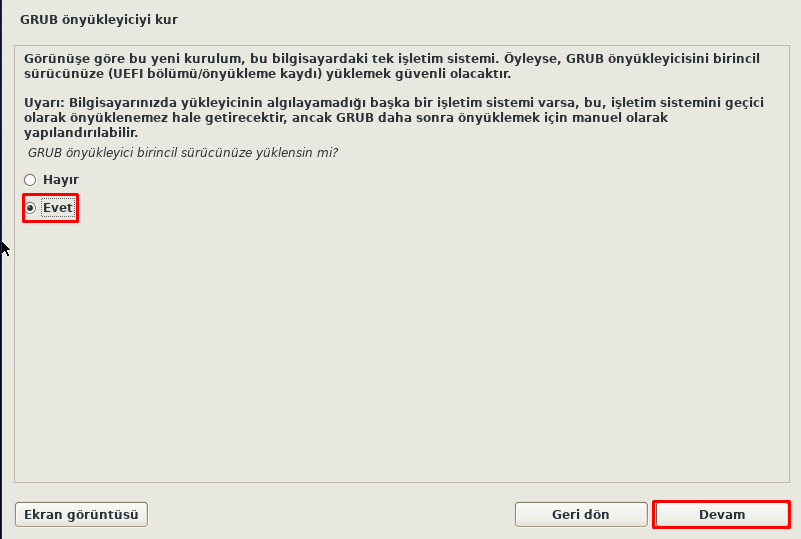 GRUB önyükleyiciyi kur
Görünüşe göre bu yeni kurulum, bu bilgisayardaki tek işletim sistemi. Öyleyse, GRUB önyükleyicisini birincil
sürücünüze (UEFI bölümü/önyükleme kaydı) yüklemek güvenli olacaktır.
Uyarı: Bilgisayarınızda yükleyicinin algılayamadığı başka bir işletim sistemi varsa, bu, işletim sistemini geçici
olarak önyüklenemez hale getirecektir, ancak GRUB daha sonra önyüklemek için manuel olarak
yapılandırılabilir.
GRUB önyükleyici birincil sürücünüze yüklensin mi?
Hayır
Evet
Ekran görüntüsü
Geri dön
Devam